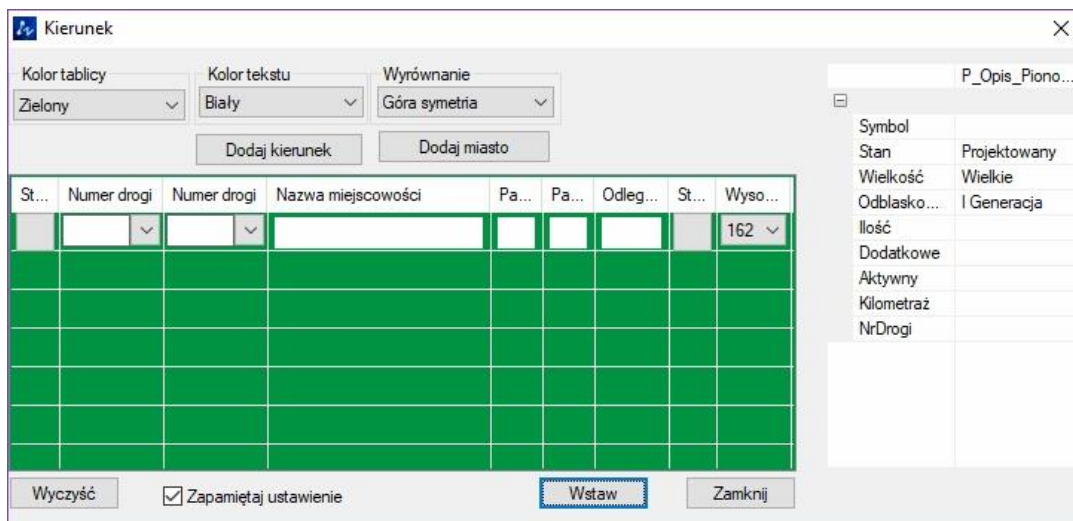 Kierunek
Kolor tablicy
Kolor tekstu
Wyrównanie
Zielony
Biały
Góra symetria
Dodaj kierunek
Dodaj miasto
St... Numer drogi Numer drogi Nazwa miejscowości Pa... Pa... Odleg... St... Wyso...
162
Wyczyść
Zapamiętaj ustawienie
Wstaw
Zamknij
P_Opis_Piono...
Symbol
Stan Projektowany
Wielkość Wielkie
Odblasko... I Generacja
Ilość
Dodatkowe
Aktywny
Kilometraż
NrDrogi